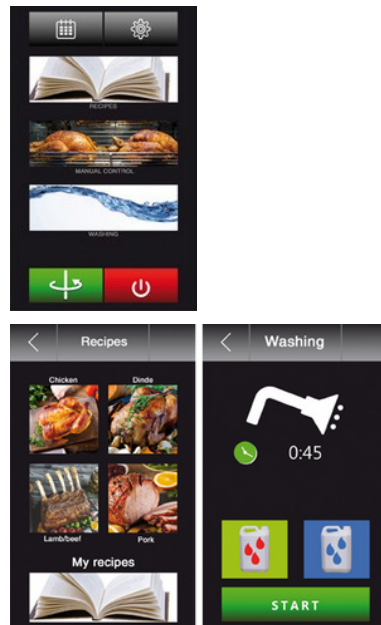 RECIPES
MANUAL CONTROL
WASHING
Recipes
Chicken Dinde
Lamb/beef Pork
My recipes
Washing
0:45
START